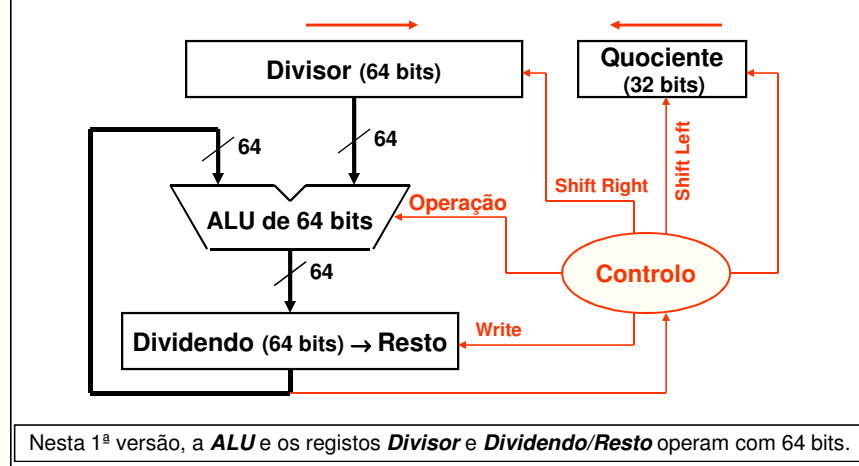 Divisor (64 bits)
Quociente
(32 bits)
64
64
Shift Right
Shift Left
Operação
ALU de 64 bits
64
Controlo
Dividendo (64 bits) → Resto
Write
Nesta 1ª versão, a ALU e os registos Divisor e Dividendo/Resto operam com 64 bits.